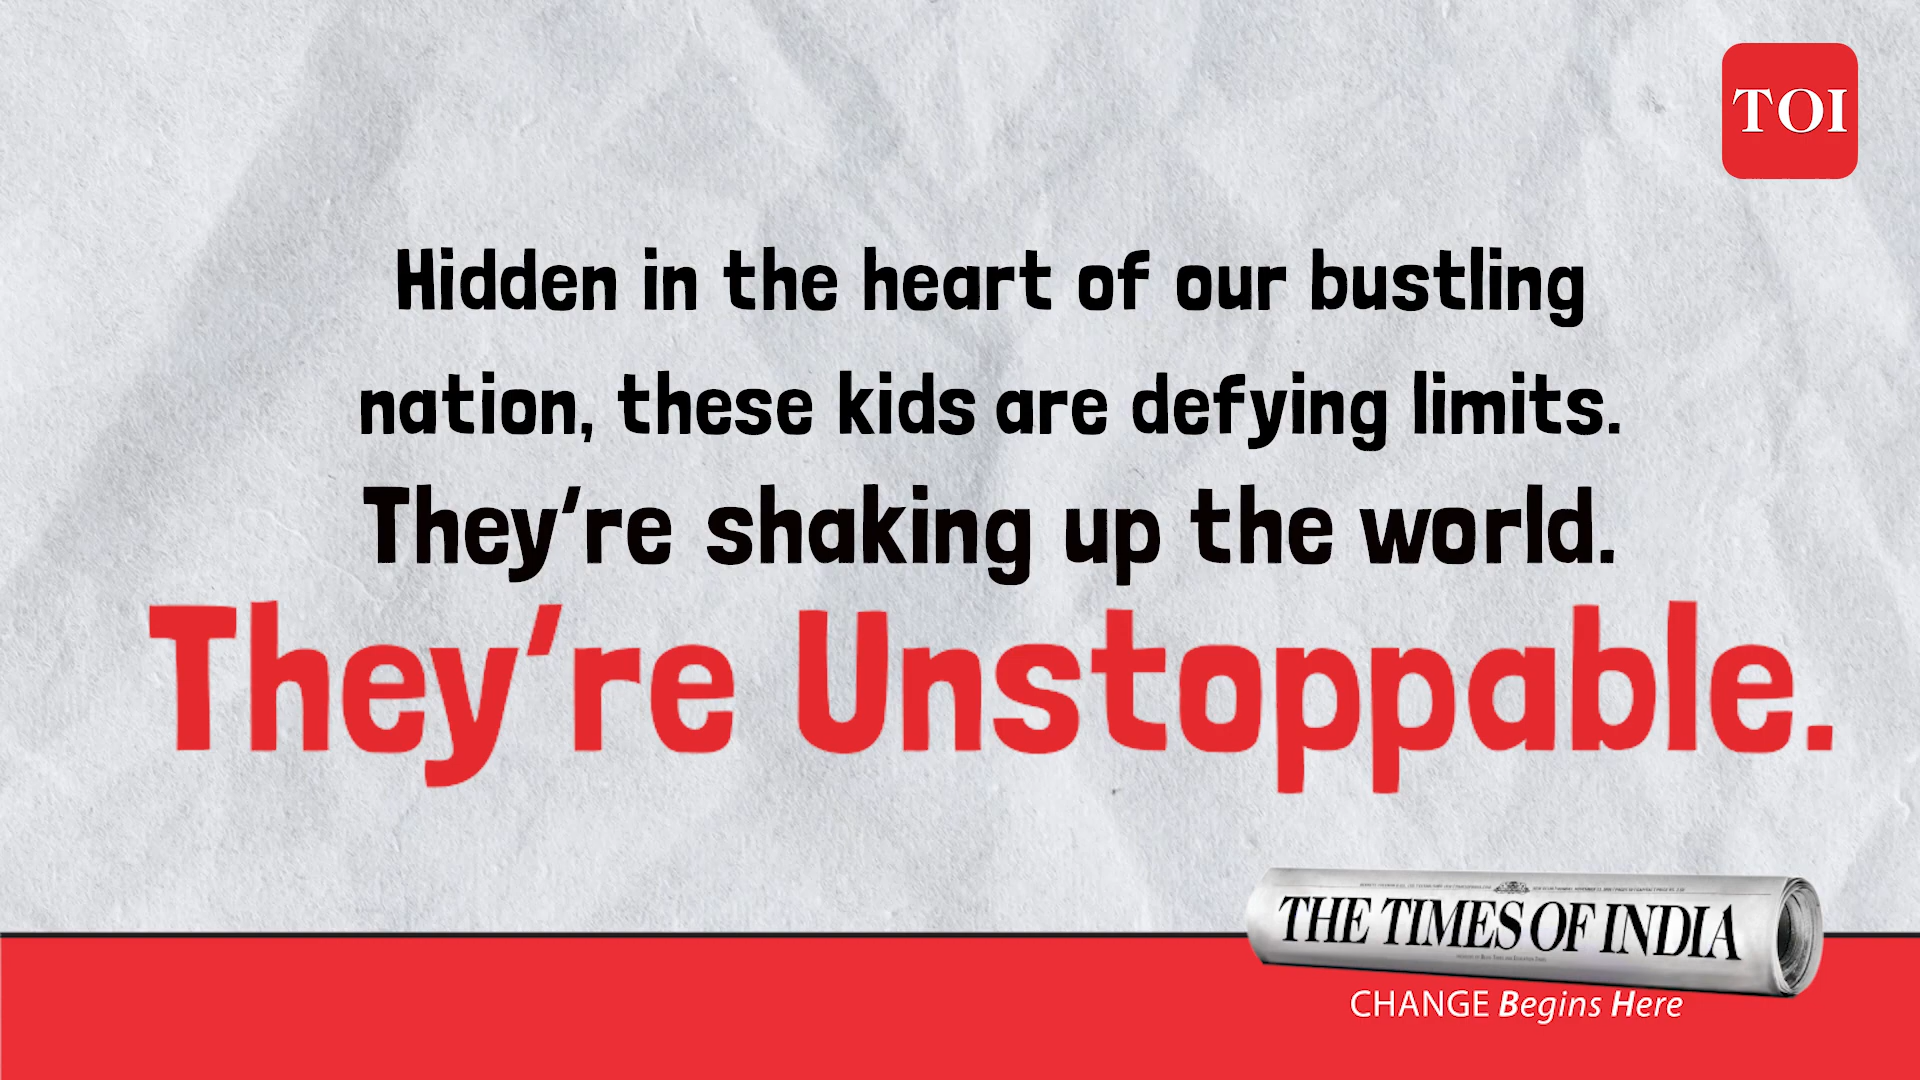 TOI
Hidden in the heart of our bustling
nation, these kids are defying limits.
They're shaking up the world.
They're Unstoppable.
THE TIMES OF INDIA
CHANGE Begins Here